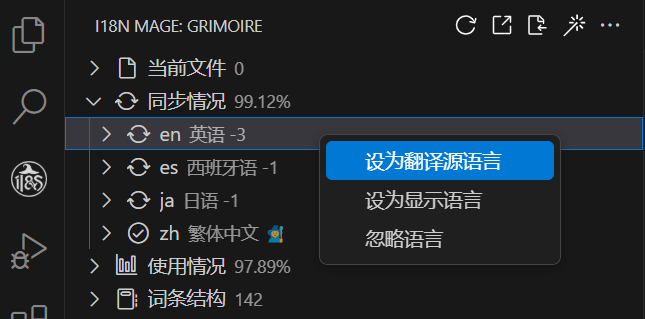 I18N MAGE: GRIMOIRE
当前文件 0
同步情况 99.12%
en 英语 -3
es 西班牙语 -1
ja 日语 -1
zh 繁体中文
使用情况 97.89%
词条结构 142
设为翻译源语言
设为显示语言
忽略语言